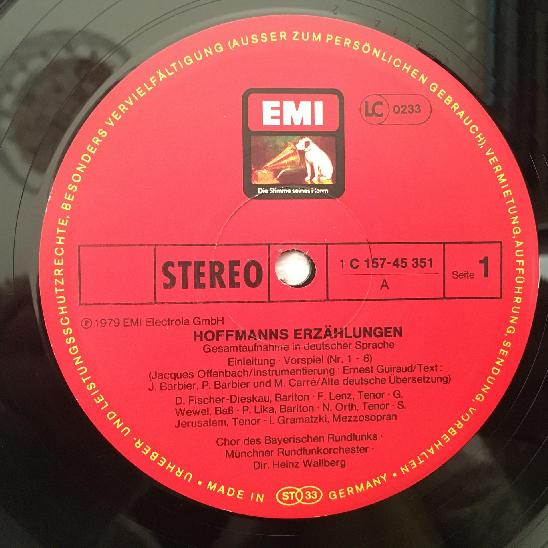 URHEBER- UND LEISTUNGSSCHUTZRECHTE, BESONDERS VERVIELFÄLTIGUNG (AUSSER ZUM PERSÖNLICHEN GEBRAUCH), VERMIETUNG, AUFFÜHRUNG, SENDUNG, VORBEHALTEN ·
EMI
LC 0233
Die Stimme seines Herrn
STEREO
1 C 157-45 351
A
Seite 1
℗ 1979 EMI Electrola GmbH
HOFFMANNS ERZÄHLUNGEN
Gesamtaufnahme in deutscher Sprache
Einleitung · Vorspiel (Nr. 1 - 6)
(Jacques Offenbach/Instrumentierung : Ernest Guiraud/Text :
J. Barbier, P. Barbier und M. Carré/Alte deutsche Übersetzung)
D. Fischer-Dieskau, Bariton · F. Lenz, Tenor · G.
Wewel, Baß · P. Lika, Bariton · N. Orth, Tenor · S.
Jerusalem, Tenor · I. Gramatzki, Mezzosopran
Chor des Bayerischen Rundfunks ·
Münchner Rundfunkorchester ·
Dir. Heinz Wallberg
· MADE IN ST 33 GERMANY ·